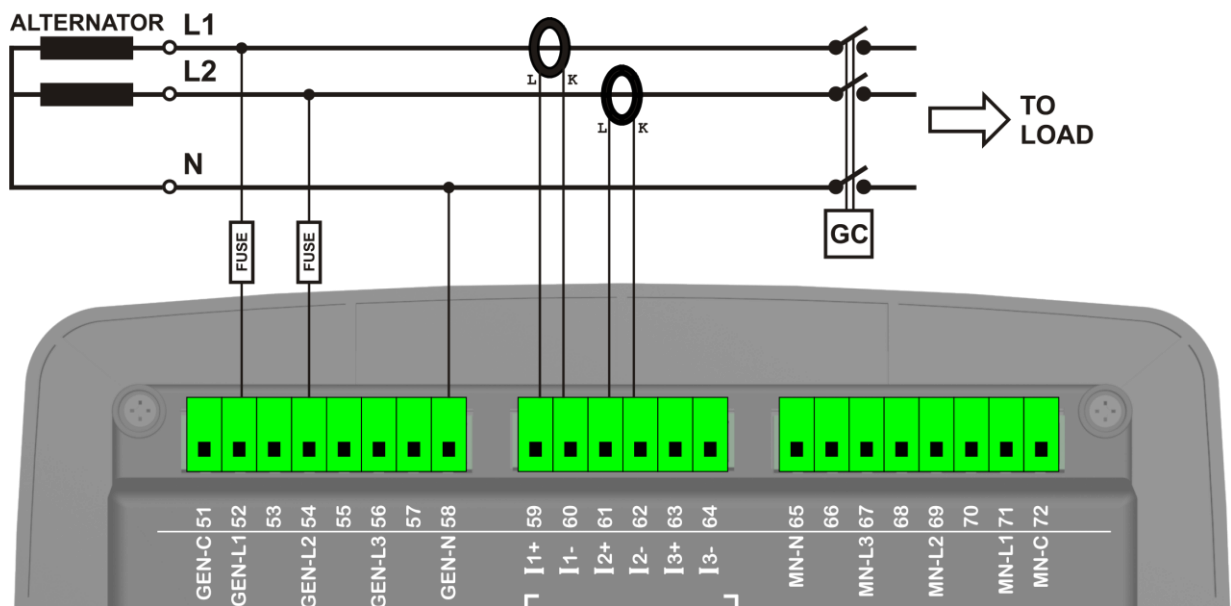 ALTERNATOR
L1
L2
N
L K
L K
TO
LOAD
FUSE
FUSE
GC
GEN-C 51
GEN-L1 52
53
GEN-L2 54
55
GEN-L3 56
57
GEN-N 58
I1+ 59
I1- 60
I2+ 61
I2- 62
I3+ 63
I3- 64
MN-N 65
66
MN-L3 67
68
MN-L2 69
70
MN-L1 71
MN-C 72